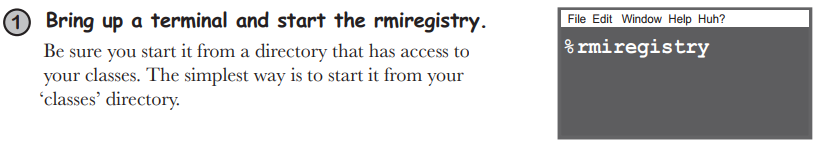 1 Bring up a terminal and start the rmiregistry.
Be sure you start it from a directory that has access to
your classes. The simplest way is to start it from your
‘classes’ directory.
File Edit Window Help Huh?
%rmiregistry